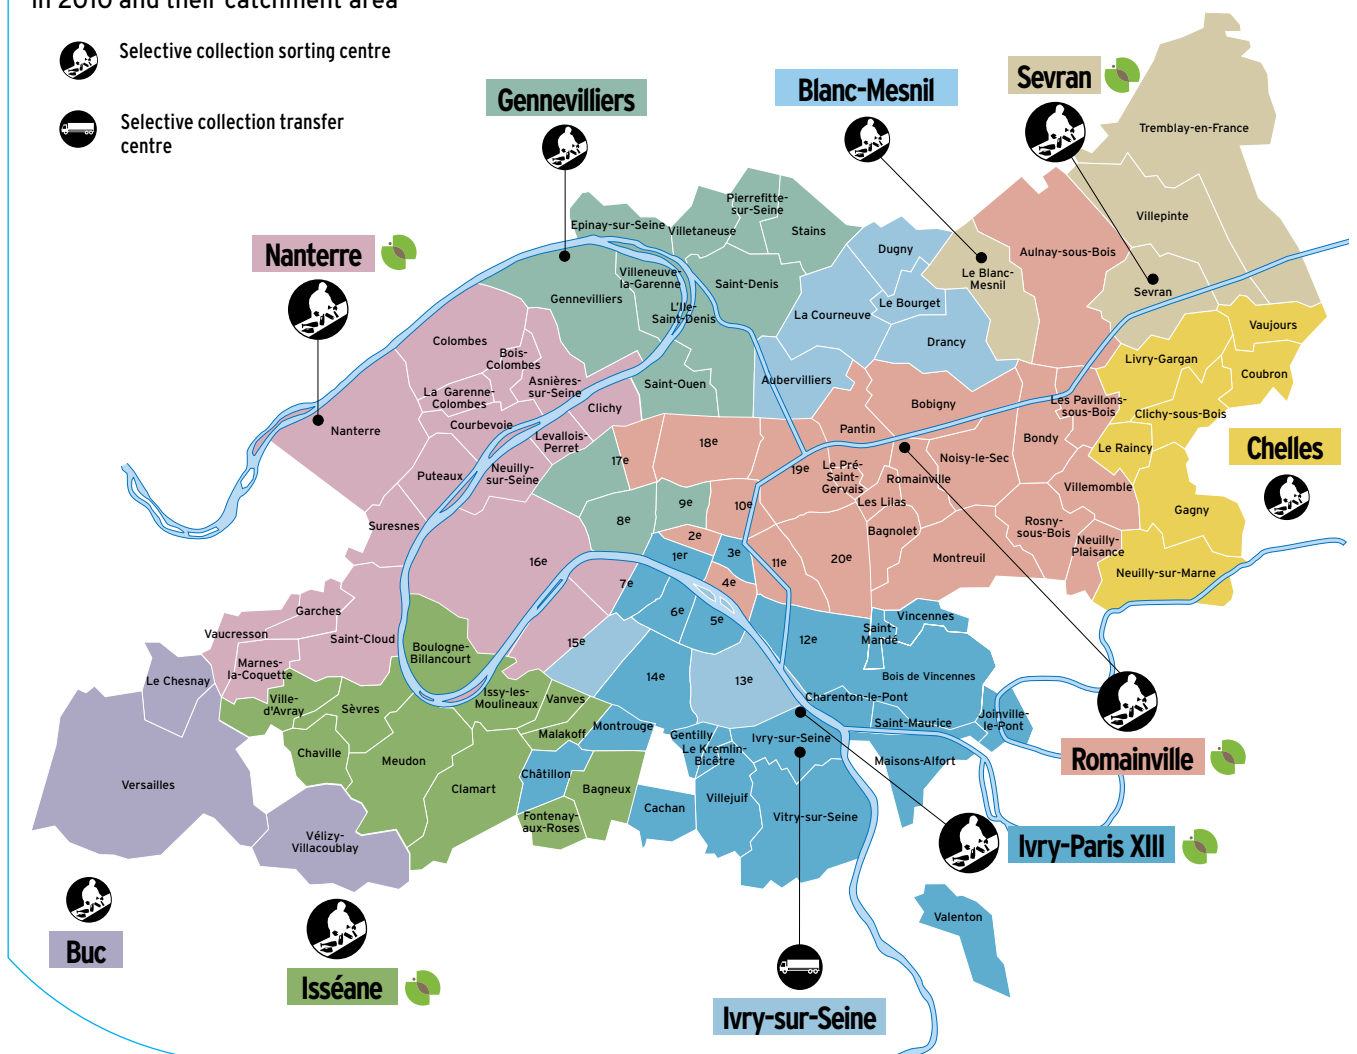 in 2010 and their catchment area
Selective collection sorting centre
Selective collection transfer
centre
Gennevilliers
Blanc-Mesnil
Sevran
Nanterre
Tremblay-en-France
Villepinte
Sevran
Aulnay-sous-Bois
Le Blanc-
Mesnil
Pierrefitte-
sur-Seine
Epinay-sur-Seine
Villetaneuse
Stains
Villeneuve-
la-Garenne
Saint-Denis
Gennevilliers
L'Ile-
Saint-Denis
Saint-Ouen
Dugny
Le Bourget
La Courneuve
Drancy
Aubervilliers
Vaujours
Livry-Gargan
Coubron
Clichy-sous-Bois
Le Raincy
Gagny
Neuilly-sur-Marne
Chelles
Colombes
Bois-
Colombes
La Garenne-
Colombes
Asnières-
sur-Seine
Clichy
Courbevoie
Levallois-
Perret
Nanterre
Puteaux
Neuilly-
sur-Seine
Suresnes
Bobigny
Les Pavillons-
sous-Bois
Pantin
Bondy
Le Pré-
Saint-
Gervais
Romainville
Noisy-le-Sec
Les Lilas
Villemomble
Bagnolet
Rosny-
sous-Bois
Neuilly-
Plaisance
Montreuil
17e
18e
19e
8e
9e
10e
2e
1er
3e
11e
20e
16e
7e
4e
6e
5e
15e
14e
13e
12e
Garches
Vaucresson
Saint-Cloud
Marnes-
la-Coquette
Boulogne-
Billancourt
Le Chesnay
Ville-
d'Avray
Sèvres
Issy-les-
Moulineaux
Vanves
Malakoff
Montrouge
Chaville
Meudon
Clamart
Châtillon
Bagneux
Fontenay-
aux-Roses
Versailles
Vélizy-
Villacoublay
Saint-
Mandé
Vincennes
Bois de Vincennes
Charenton-le-Pont
Saint-Maurice
Joinville-
le-Pont
Maisons-Alfort
Gentilly
Le Kremlin-
Bicêtre
Ivry-sur-Seine
Cachan
Villejuif
Vitry-sur-Seine
Valenton
Romainville
Ivry-Paris XIII
Buc
Isséane
Ivry-sur-Seine